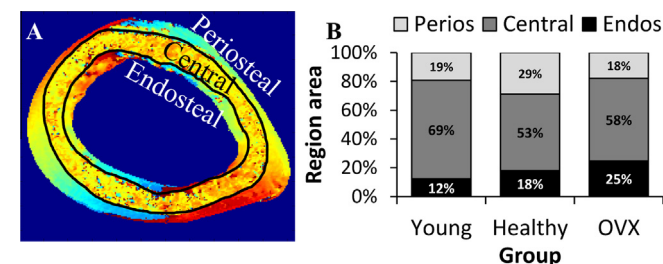 A
Periosteal
Central
Endosteal
B
Perios Central Endos
Region area
100%
80%
60%
40%
20%
0%
19%
69%
12%
29%
53%
18%
18%
58%
25%
Young Healthy OVX
Group